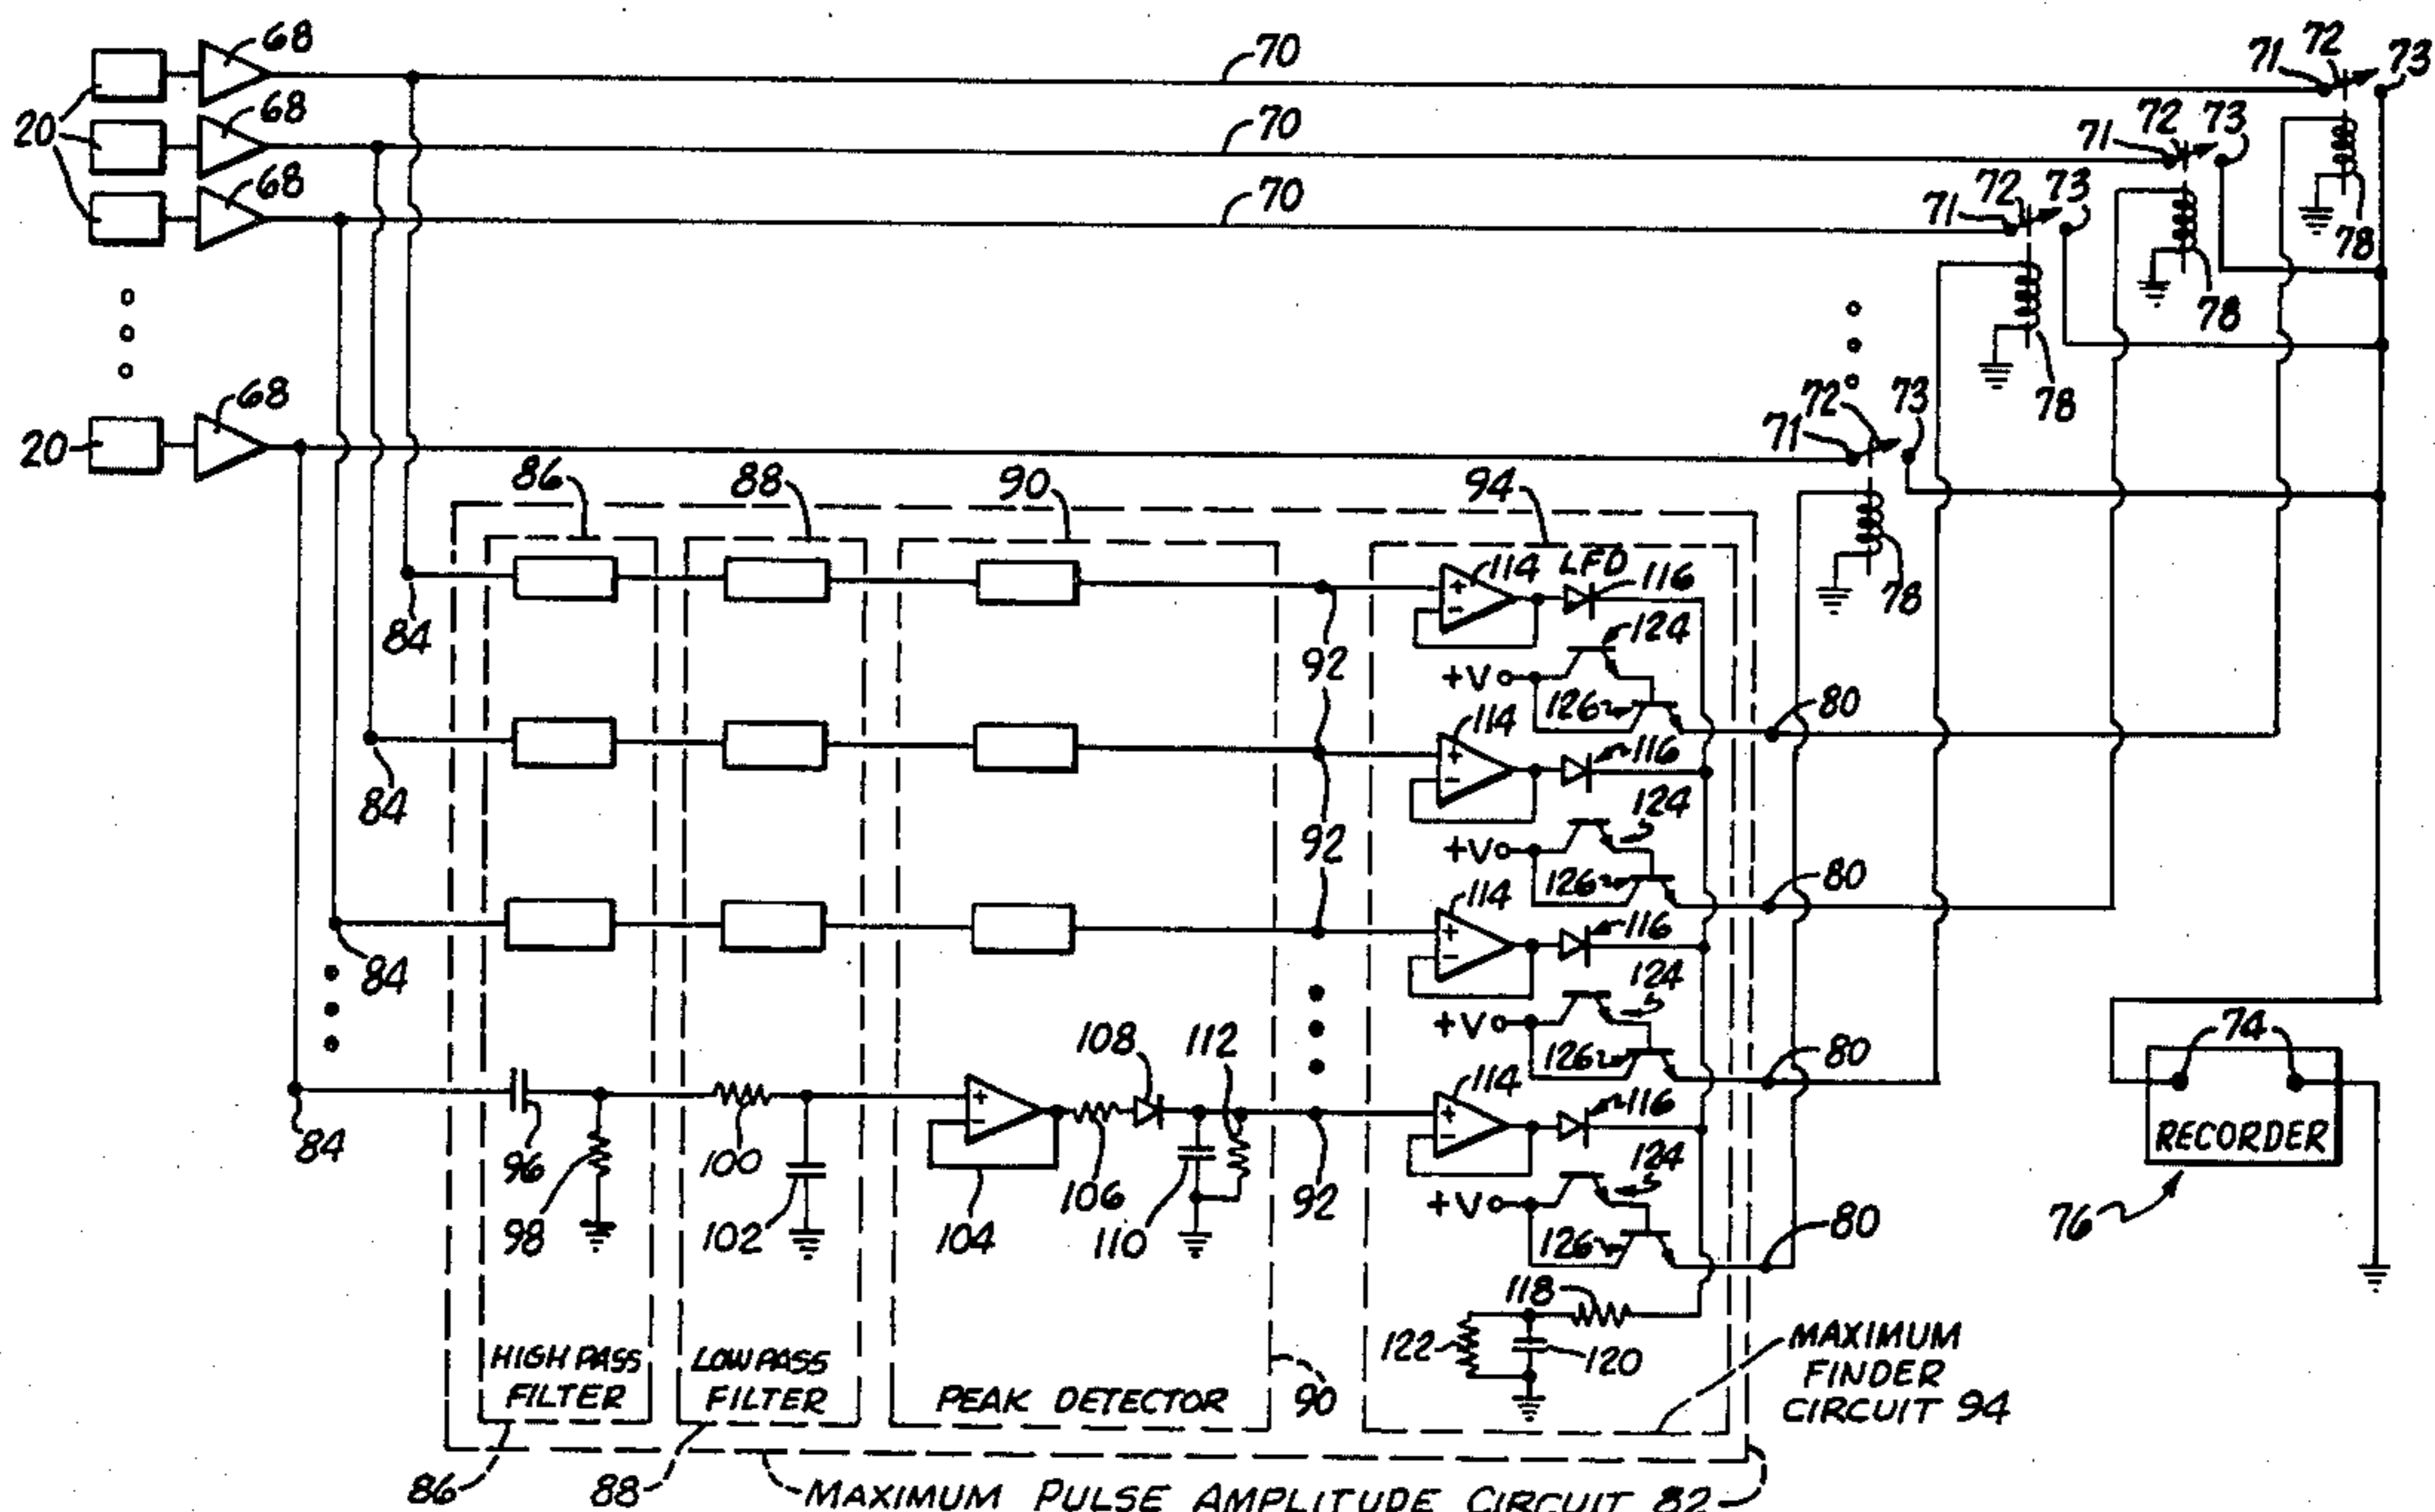 68
70
71 72 73
20
68
70
71 72 73
68
70
71 72 73
78
78
78
20
68
72 73
71
86 88 90 94
78
84
114 LFD 116
92
124
+V
126
80
84
114
116
92
124
+V
126
80
84
114
116
124
+V
126
80
108 112
114
116
74
RECORDER
84
96
98
100
102
104
106
110
92
124
+V
126
80
76
118
122
120
HIGH PASS
FILTER
LOW PASS
FILTER
PEAK DETECTOR
90
MAXIMUM
FINDER
CIRCUIT 94
86
88
MAXIMUM PULSE AMPLITUDE CIRCUIT 82